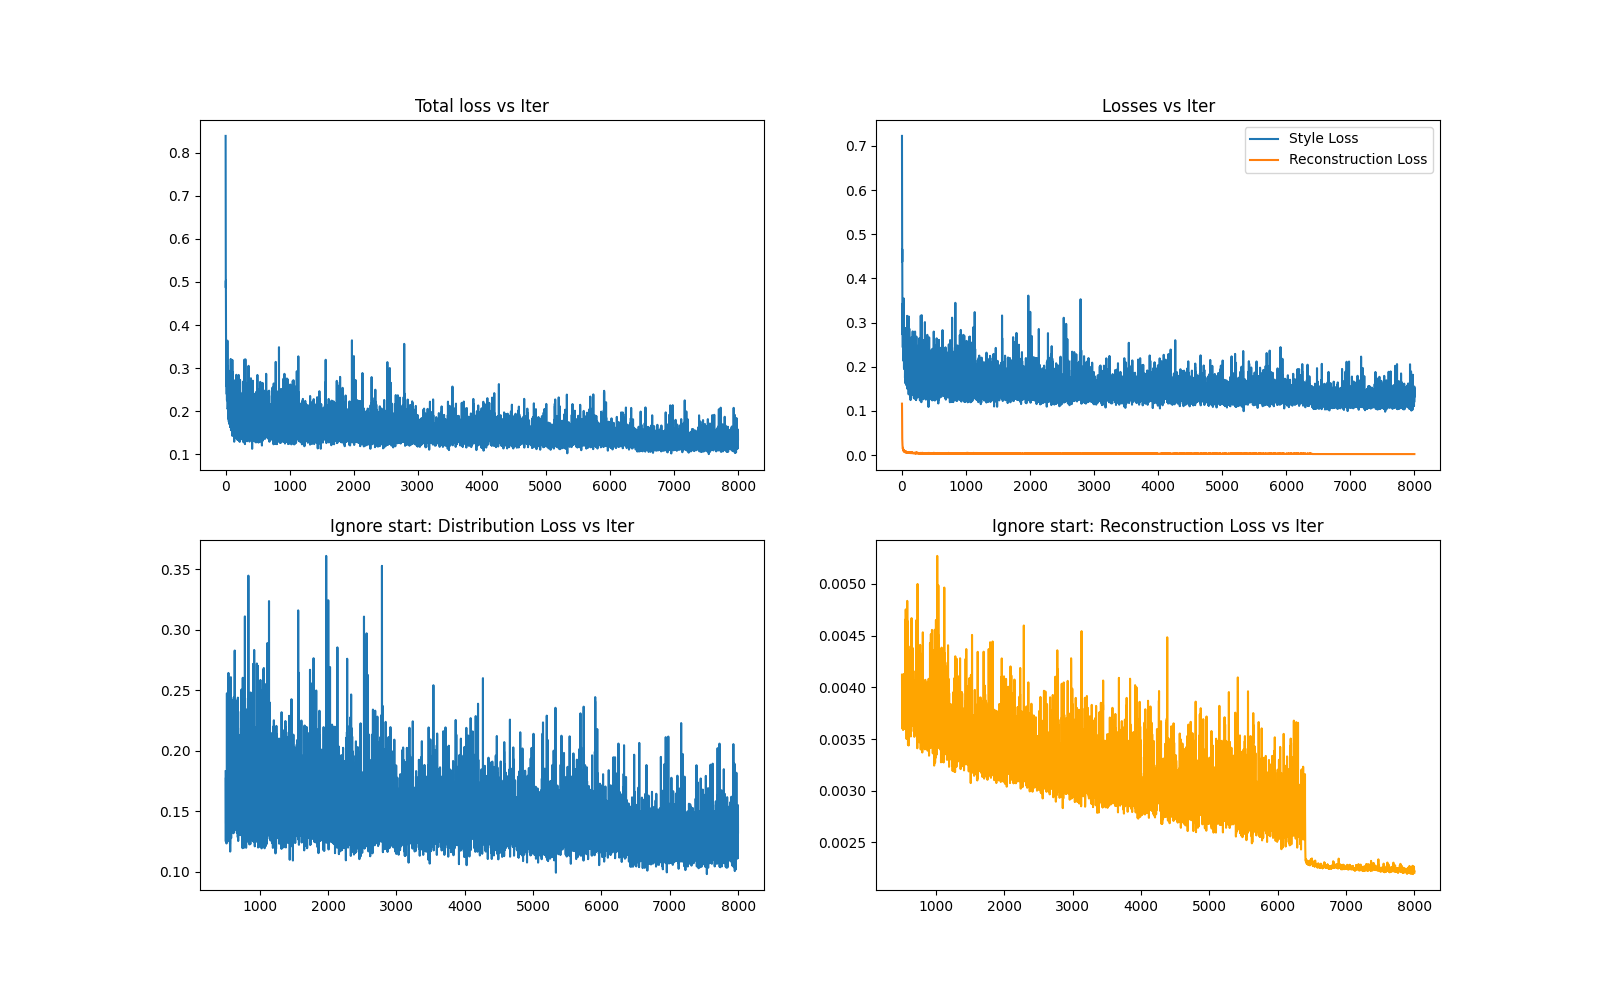 Total loss vs Iter
0.8
0.7
0.6
0.5
0.4
0.3
0.2
0.1
0 1000 2000 3000 4000 5000 6000 7000 8000
Losses vs Iter
Style Loss
Reconstruction Loss
0.7
0.6
0.5
0.4
0.3
0.2
0.1
0.0
0 1000 2000 3000 4000 5000 6000 7000 8000
Ignore start: Distribution Loss vs Iter
0.35
0.30
0.25
0.20
0.15
0.10
1000 2000 3000 4000 5000 6000 7000 8000
Ignore start: Reconstruction Loss vs Iter
0.0050
0.0045
0.0040
0.0035
0.0030
0.0025
1000 2000 3000 4000 5000 6000 7000 8000